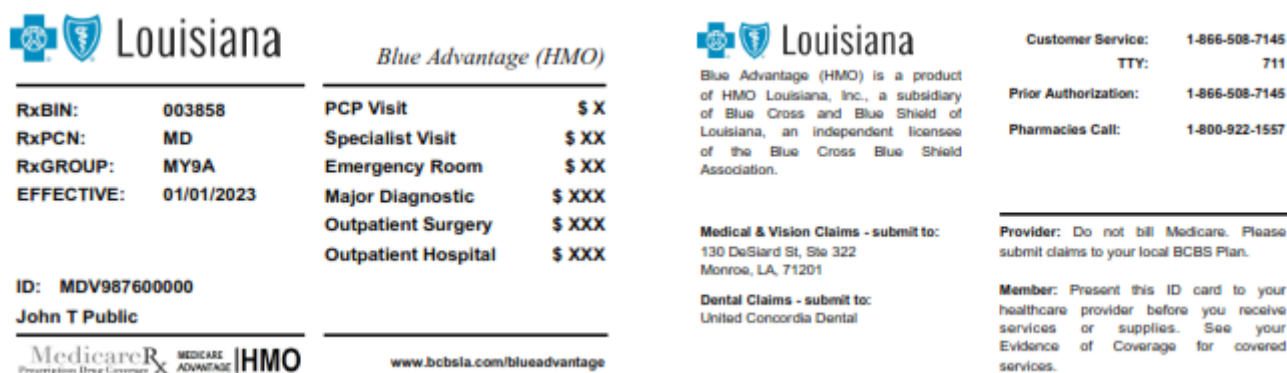 Louisiana
Blue Advantage (HMO)
RxBIN: 003858
RxPCN: MD
RxGROUP: MY9A
EFFECTIVE: 01/01/2023
ID: MDV987600000
John T Public
MedicareRx
Prescription Drug Coverage
MEDICARE
ADVANTAGE
HMO
PCP Visit $ X
Specialist Visit $ XX
Emergency Room $ XX
Major Diagnostic $ XXX
Outpatient Surgery $ XXX
Outpatient Hospital $ XXX
www.bcbsla.com/blueadvantage
Louisiana
Blue Advantage (HMO) is a product
of HMO Louisiana, Inc., a subsidiary
of Blue Cross and Blue Shield of
Louisiana, an independent licensee
of the Blue Cross Blue Shield
Association.
Medical & Vision Claims - submit to:
130 DeSiard St, Ste 322
Monroe, LA, 71201
Dental Claims - submit to:
United Concordia Dental
Customer Service: 1-866-508-7145
TTY: 711
Prior Authorization: 1-866-508-7145
Pharmacies Call: 1-800-922-1557
Provider: Do not bill Medicare. Please
submit claims to your local BCBS Plan.
Member: Present this ID card to your
healthcare provider before you receive
services or supplies. See your
Evidence of Coverage for covered
services.